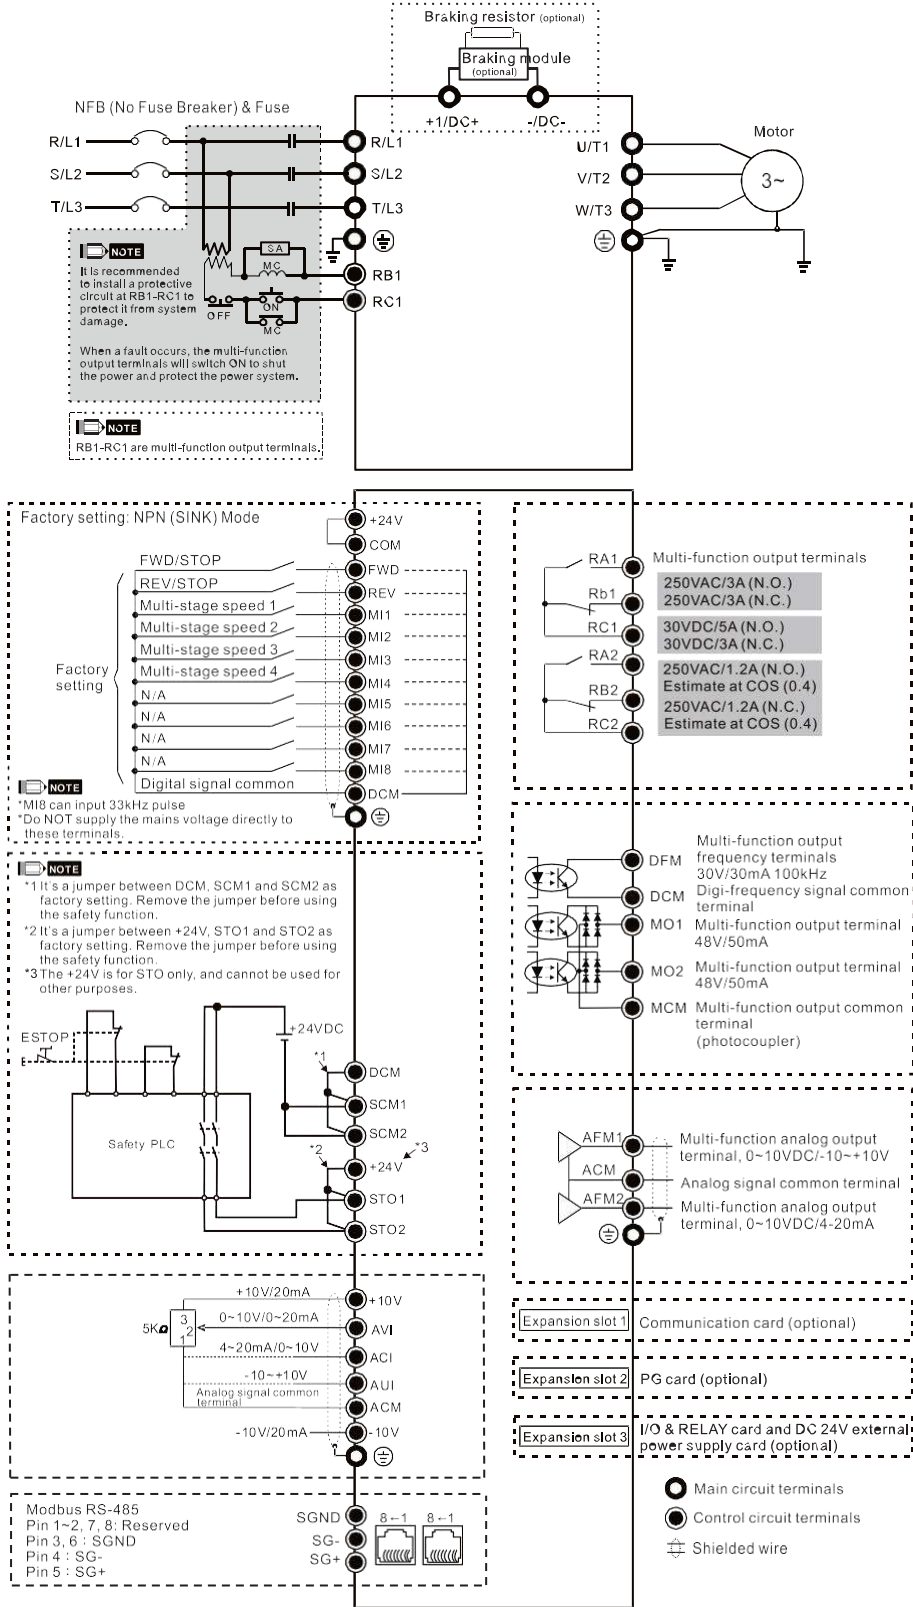 Braking resistor (optional)
Braking module
(optional)
+1/DC+
-/DC-
NFB (No Fuse Breaker) & Fuse
R/L1
S/L2
T/L3
R/L1
S/L2
T/L3
RB1
RC1
U/T1
V/T2
W/T3
Motor
3~
SA
MC
ON
OFF
MC
NOTE
It is recommended
to install a protective
circuit at RB1-RC1 to
protect it from system
damage.
When a fault occurs, the multi-function
output terminals will switch ON to shut
the power and protect the power system.
NOTE
RB1-RC1 are multi-function output terminals.
Factory setting: NPN (SINK) Mode
+24V
COM
FWD/STOP
FWD
REV/STOP
REV
Multi-stage speed 1
MI1
Multi-stage speed 2
MI2
Multi-stage speed 3
MI3
Multi-stage speed 4
MI4
N/A
MI5
N/A
MI6
N/A
MI7
N/A
MI8
Digital signal common
DCM
Factory
setting
NOTE
*MI8 can input 33kHz pulse
*Do NOT supply the mains voltage directly to
these terminals.
RA1
Rb1
RC1
RA2
RB2
RC2
Multi-function output terminals
250VAC/3A (N.O.)
250VAC/3A (N.C.)
30VDC/5A (N.O.)
30VDC/3A (N.C.)
250VAC/1.2A (N.O.)
Estimate at COS (0.4)
250VAC/1.2A (N.C.)
Estimate at COS (0.4)
NOTE
*1 It's a jumper between DCM, SCM1 and SCM2 as
factory setting. Remove the jumper before using
the safety function.
*2 It's a jumper between +24V, STO1 and STO2 as
factory setting. Remove the jumper before using
the safety function.
*3 The +24V is for STO only, and cannot be used for
other purposes.
ESTOP
+24VDC
Safety PLC
*1
DCM
SCM1
SCM2
*2
*3
+24V
STO1
STO2
DFM
Multi-function output
frequency terminals
30V/30mA 100kHz
DCM
Digi-frequency signal common
terminal
MO1
Multi-function output terminal
48V/50mA
MO2
Multi-function output terminal
48V/50mA
MCM
Multi-function output common
terminal
(photocoupler)
AFM1
Multi-function analog output
terminal, 0~10VDC/-10~+10V
ACM
Analog signal common terminal
AFM2
Multi-function analog output
terminal, 0~10VDC/4-20mA
5KΩ
3
2
1
+10V/20mA
+10V
0~10V/0~20mA
AVI
4~20mA/0~10V
ACI
-10~+10V
AUI
Analog signal common
terminal
ACM
-10V/20mA
-10V
Expansion slot 1
Communication card (optional)
Expansion slot 2
PG card (optional)
Expansion slot 3
I/O & RELAY card and DC 24V external
power supply card (optional)
Modbus RS-485
Pin 1~2, 7, 8: Reserved
Pin 3, 6 : SGND
Pin 4 : SG-
Pin 5 : SG+
SGND
SG-
SG+
8←1
8←1
Main circuit terminals
Control circuit terminals
Shielded wire